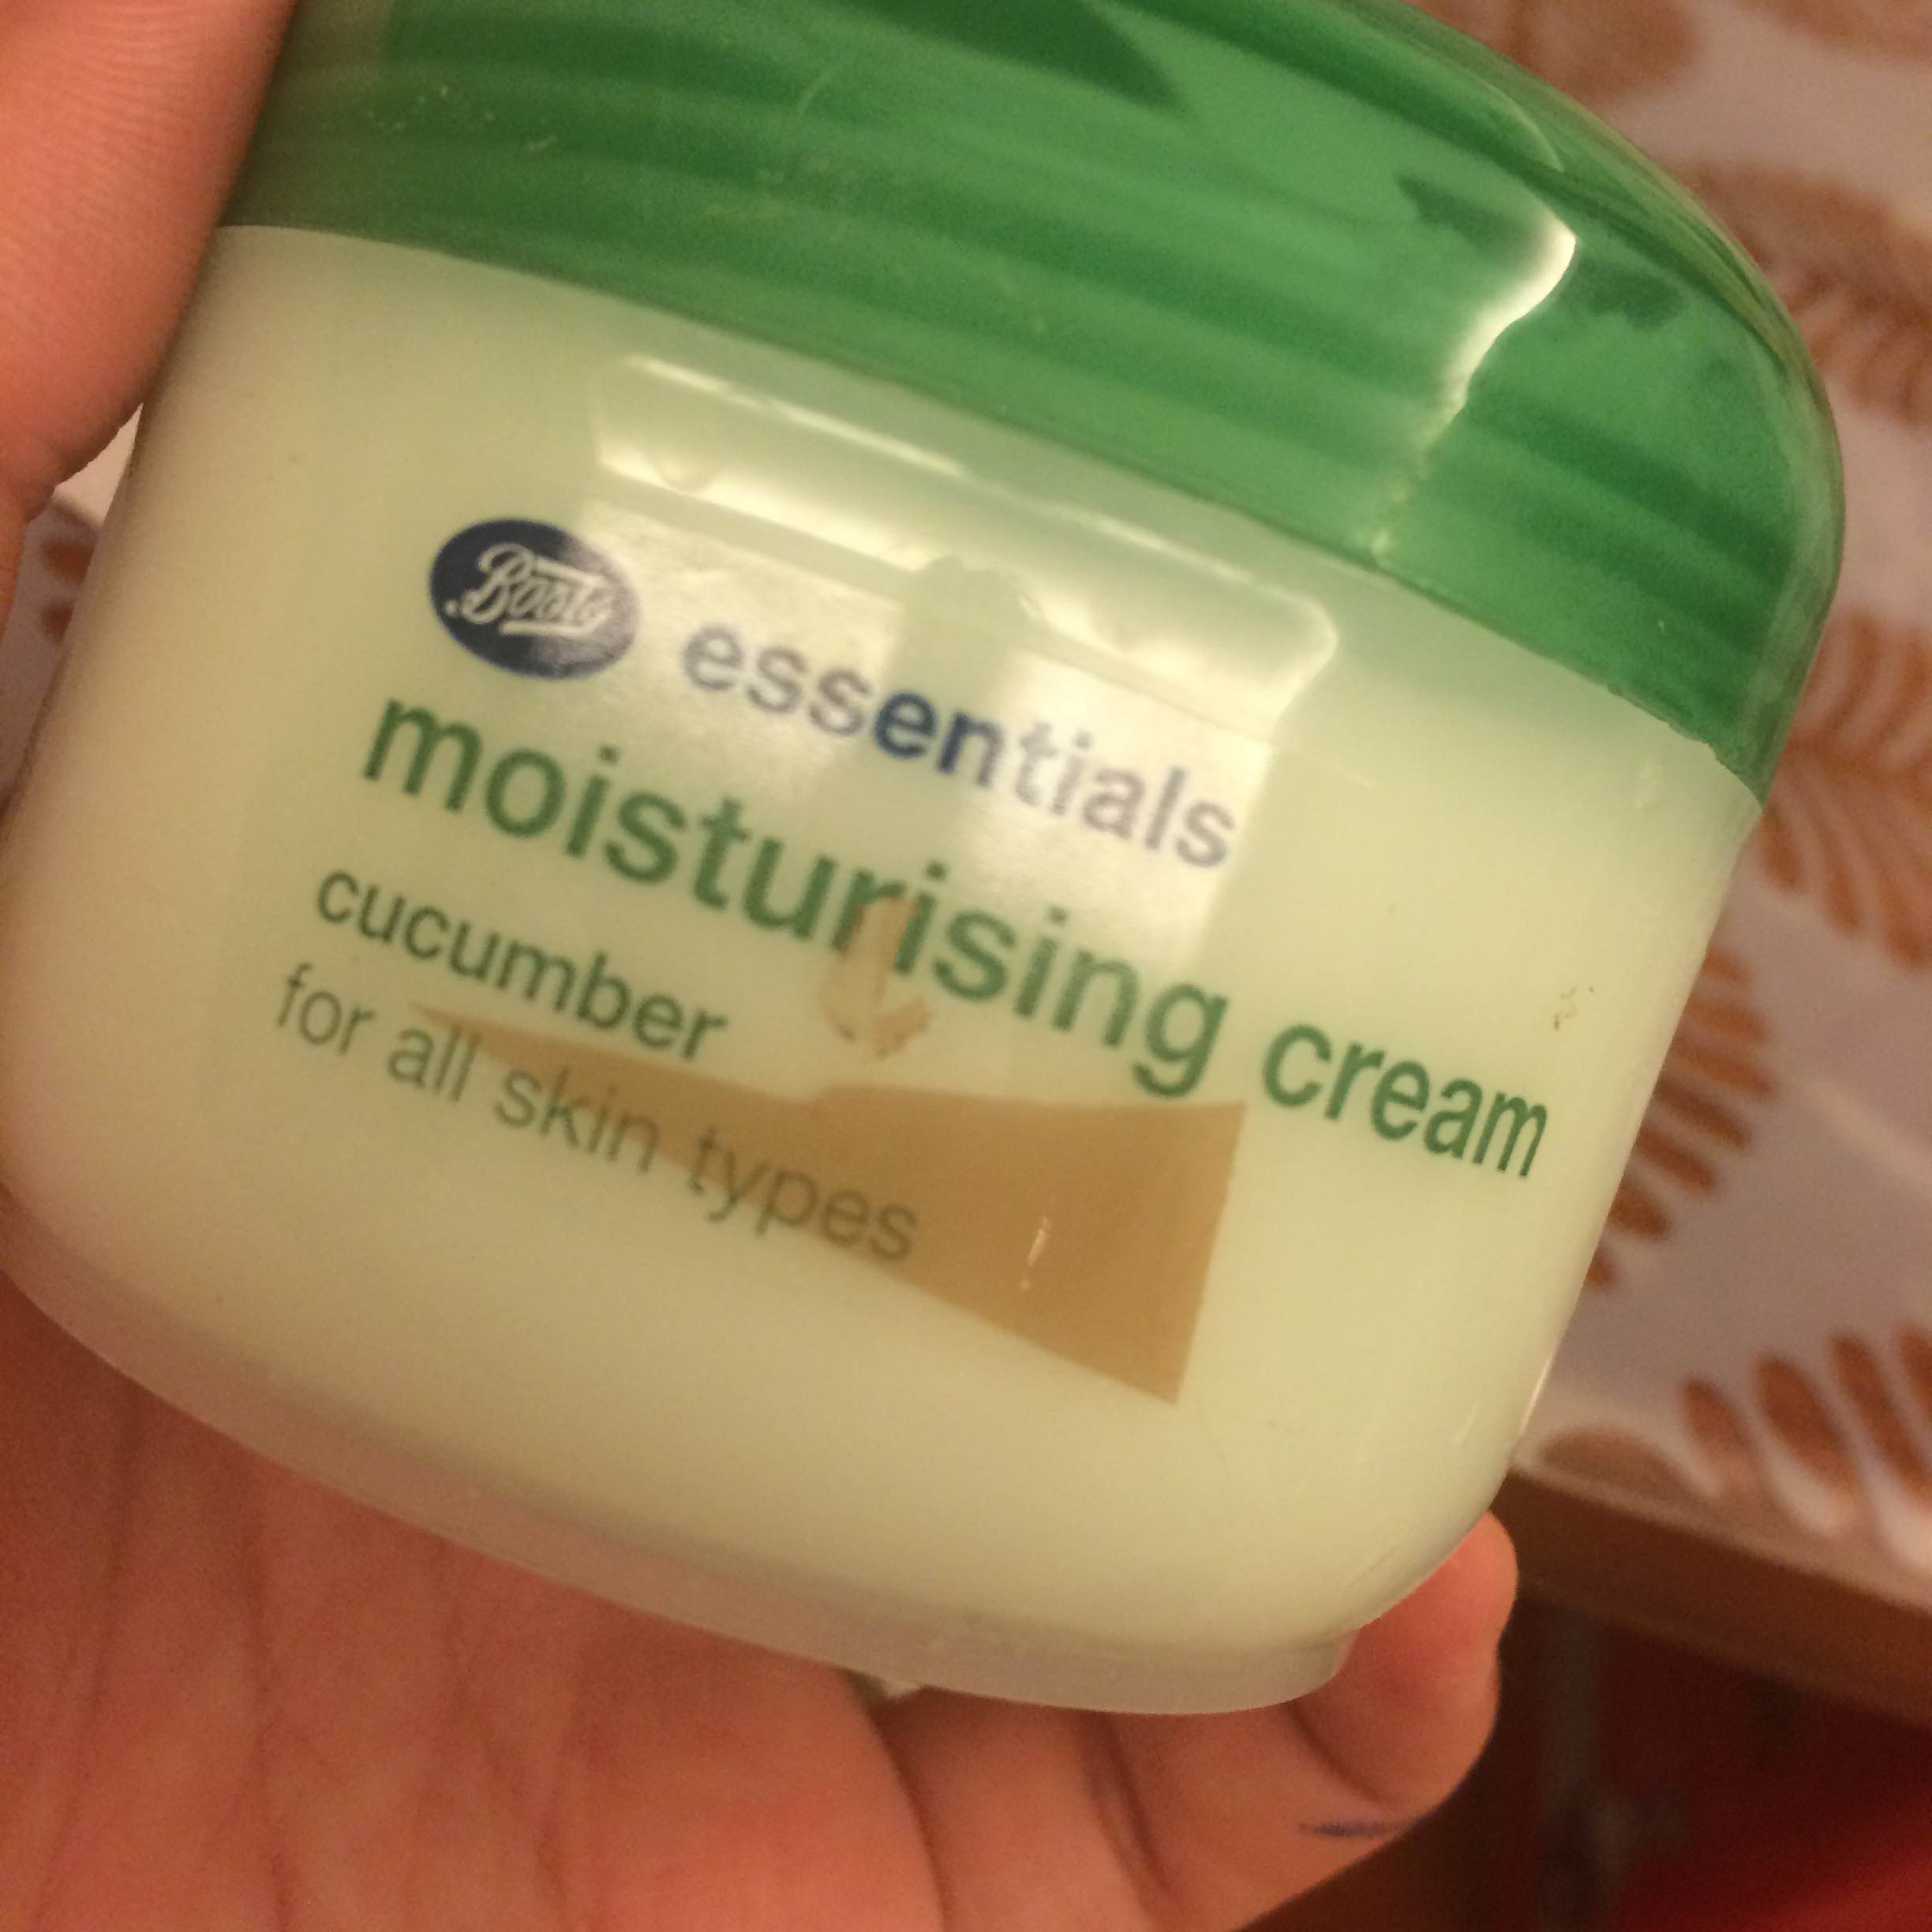 Boots essentials
moisturising cream
cucumber
for all skin types